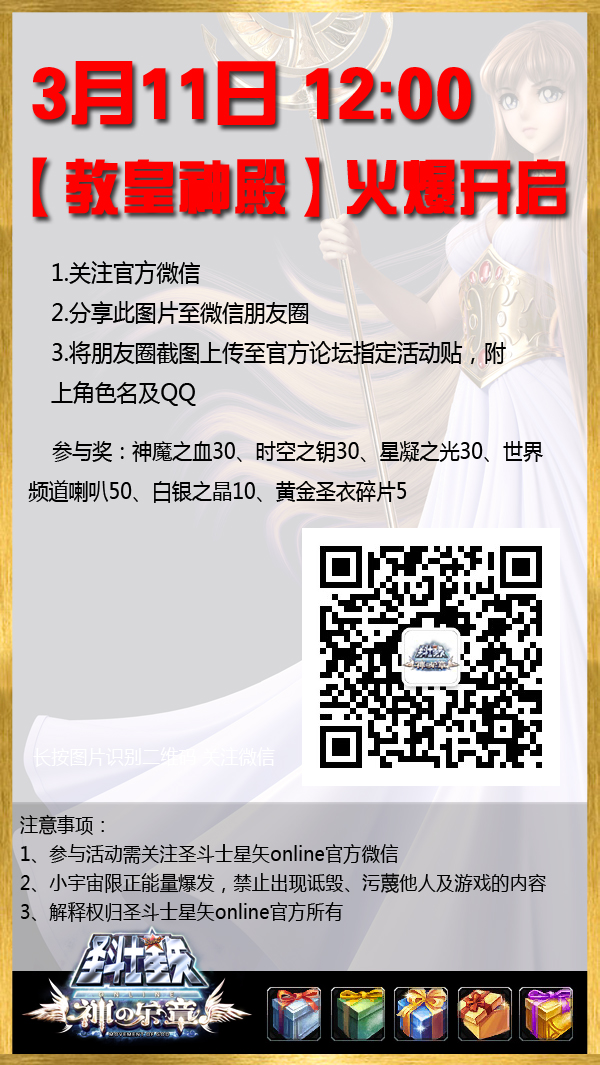 3月11日 12:00
【教皇神殿】火爆开启
1.关注官方微信
2.分享此图片至微信朋友圈
3.将朋友圈截图上传至官方论坛指定活动贴，附
上角色名及QQ
参与奖：神魔之血30、时空之钥30、星凝之光30、世界
频道喇叭50、白银之晶10、黄金圣衣碎片5
长按图片识别二维码 关注微信
注意事项：
1、参与活动需关注圣斗士星矢online官方微信
2、小宇宙限正能量爆发，禁止出现诋毁、污蔑他人及游戏的内容
3、解释权归圣斗士星矢online官方所有
圣斗士星矢
ONLINE
神の乐章